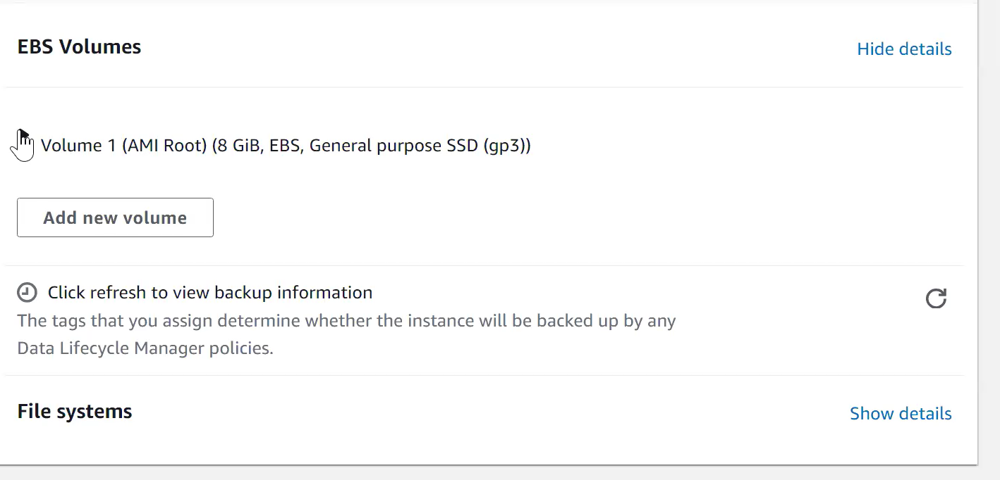 EBS Volumes
Hide details
Volume 1 (AMI Root) (8 GiB, EBS, General purpose SSD (gp3))
Add new volume
Click refresh to view backup information
The tags that you assign determine whether the instance will be backed up by any
Data Lifecycle Manager policies.
File systems
Show details